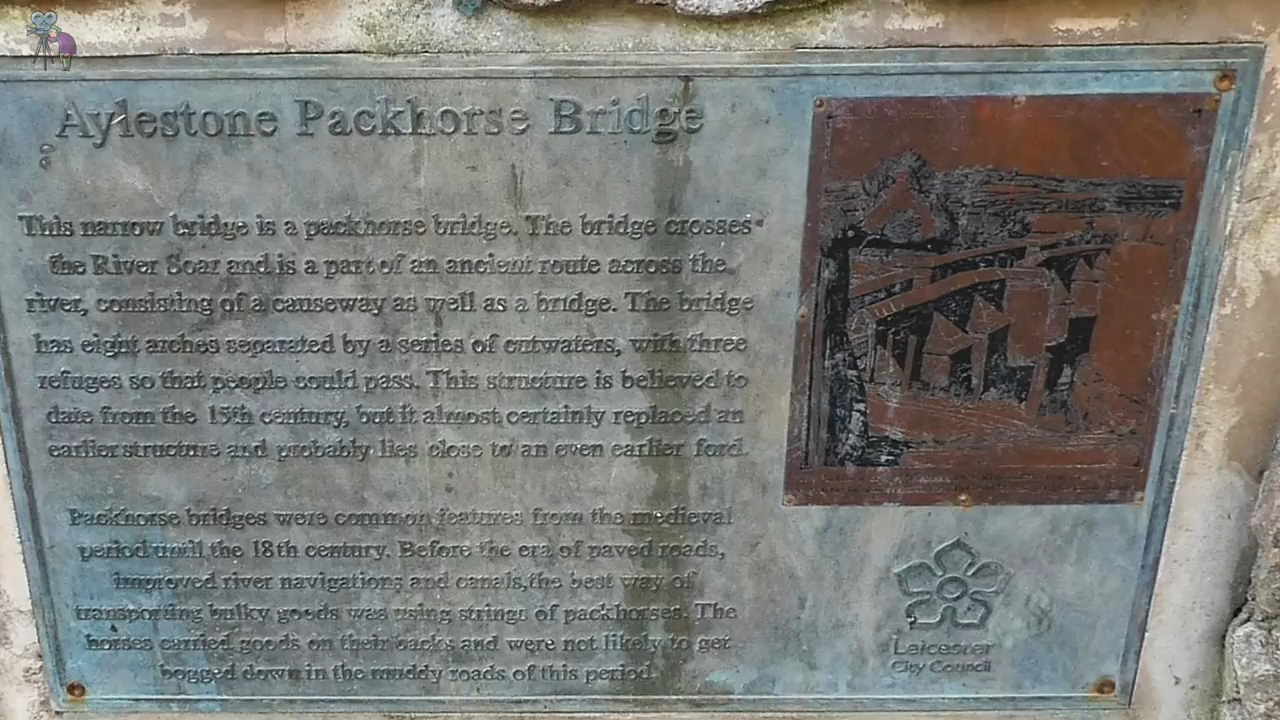 Aylestone Packhorse Bridge
This narrow bridge is a packhorse bridge. The bridge crosses
the River Soar and is a part of an ancient route across the
river, consisting of a causeway as well as a bridge. The bridge
has eight arches separated by a series of cutwaters, with three
refuges so that people could pass. This structure is believed to
date from the 15th century, but it almost certainly replaced an
earlier structure and probably lies close to an even earlier ford.
Packhorse bridges were common features from the medieval
period until the 18th century. Before the era of paved roads,
improved river navigations and canals,the best way of
transporting bulky goods was using strings of packhorses. The
horses carried goods on their backs and were not likely to get
bogged down in the muddy roads of this period.
Leicester
City Council